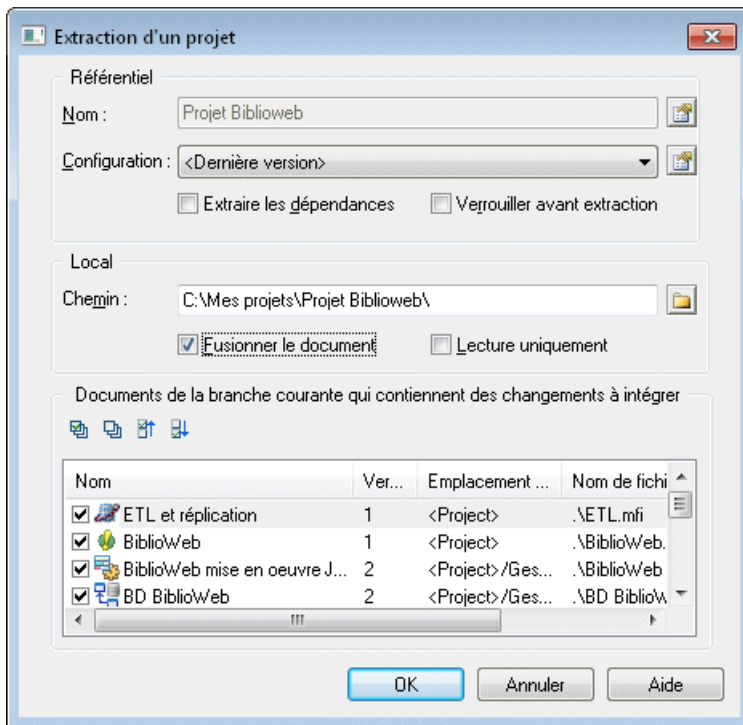 Extraction d'un projet
Référentiel
Nom :
Projet Biblioweb
Configuration :
<Dernière version>
Extraire les dépendances
Verrouiller avant extraction
Local
Chemin :
C:\Mes projets\Projet Biblioweb\
Fusionner le document
Lecture uniquement
Documents de la branche courante qui contiennent des changements à intégrer
Nom Ver... Emplacement ... Nom de fichi
ETL et réplication 1 <Project> .\ETL.mfi
BiblioWeb 1 <Project> .\BiblioWeb.
BiblioWeb mise en oeuvre J... 2 <Project>/Ges... .\BiblioWeb
BD BiblioWeb 2 <Project>/Ges... .\BD BiblioW
OK Annuler Aide